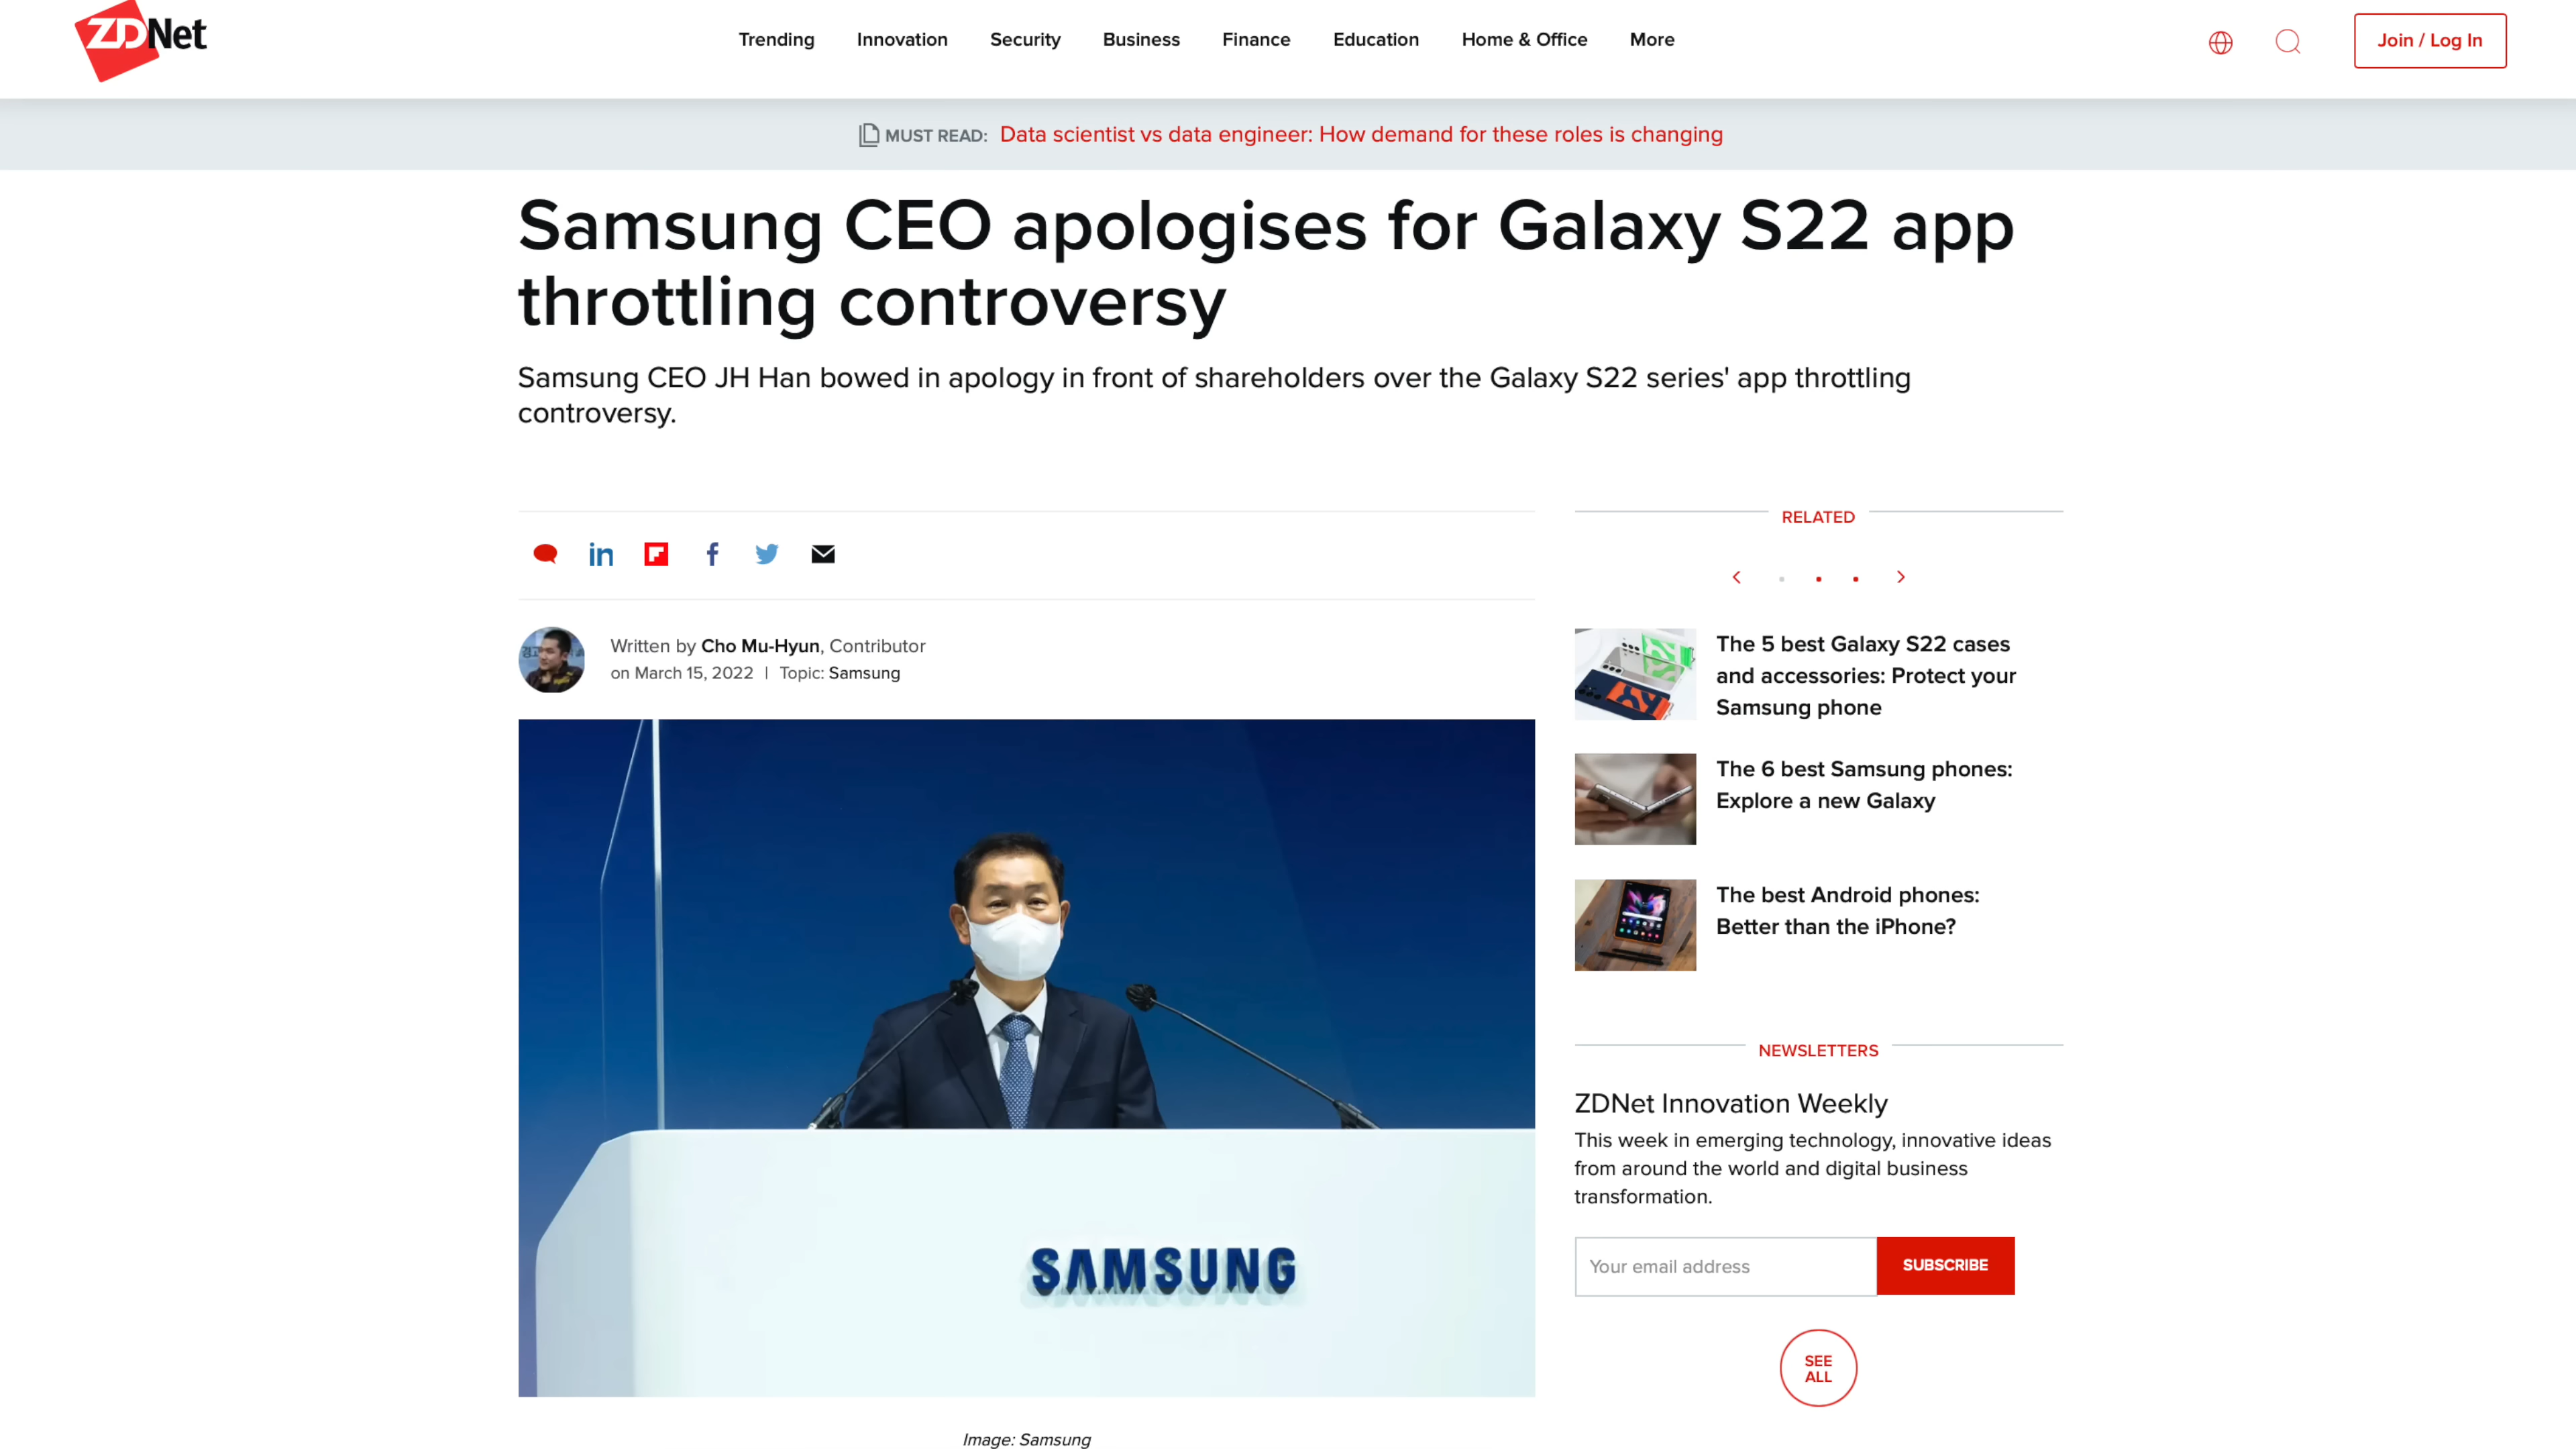 ZDNet
Trending Innovation Security Business Finance Education Home & Office More
Join / Log In
MUST READ: Data scientist vs data engineer: How demand for these roles is changing
Samsung CEO apologises for Galaxy S22 app
throttling controversy
Samsung CEO JH Han bowed in apology in front of shareholders over the Galaxy S22 series' app throttling
controversy.
in
f
Written by Cho Mu-Hyun, Contributor
on March 15, 2022 | Topic: Samsung
SAMSUNG
Image: Samsung
RELATED
The 5 best Galaxy S22 cases
and accessories: Protect your
Samsung phone
The 6 best Samsung phones:
Explore a new Galaxy
The best Android phones:
Better than the iPhone?
NEWSLETTERS
ZDNet Innovation Weekly
This week in emerging technology, innovative ideas
from around the world and digital business
transformation.
Your email address
SUBSCRIBE
SEE
ALL